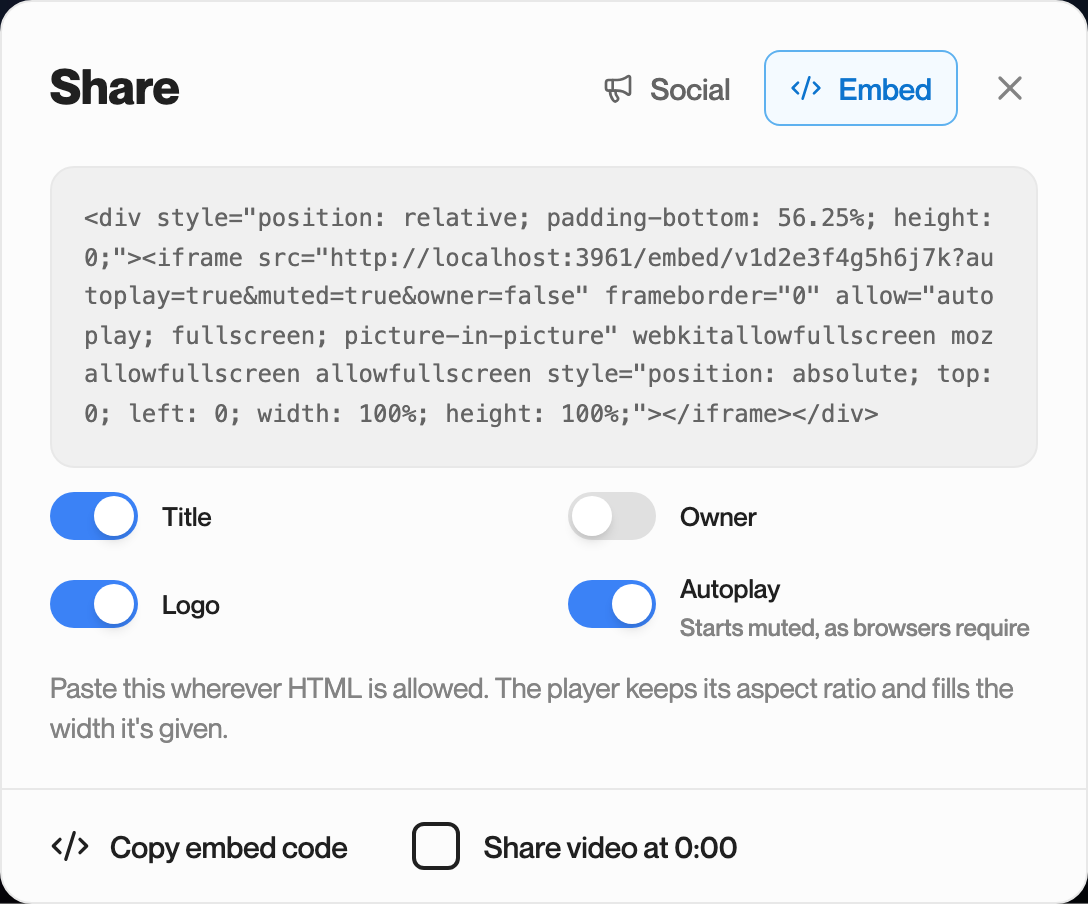 Share
Social
</> Embed
<div style="position: relative; padding-bottom: 56.25%; height:
0;"><iframe src="http://localhost:3961/embed/v1d2e3f4g5h6j7k?au
toplay=true&muted=true&owner=false" frameborder="0" allow="auto
play; fullscreen; picture-in-picture" webkitallowfullscreen moz
allowfullscreen allowfullscreen style="position: absolute; top:
0; left: 0; width: 100%; height: 100%;"></iframe></div>
Title
Owner
Logo
Autoplay
Starts muted, as browsers require
Paste this wherever HTML is allowed. The player keeps its aspect ratio and fills the
width it's given.
</> Copy embed code
Share video at 0:00